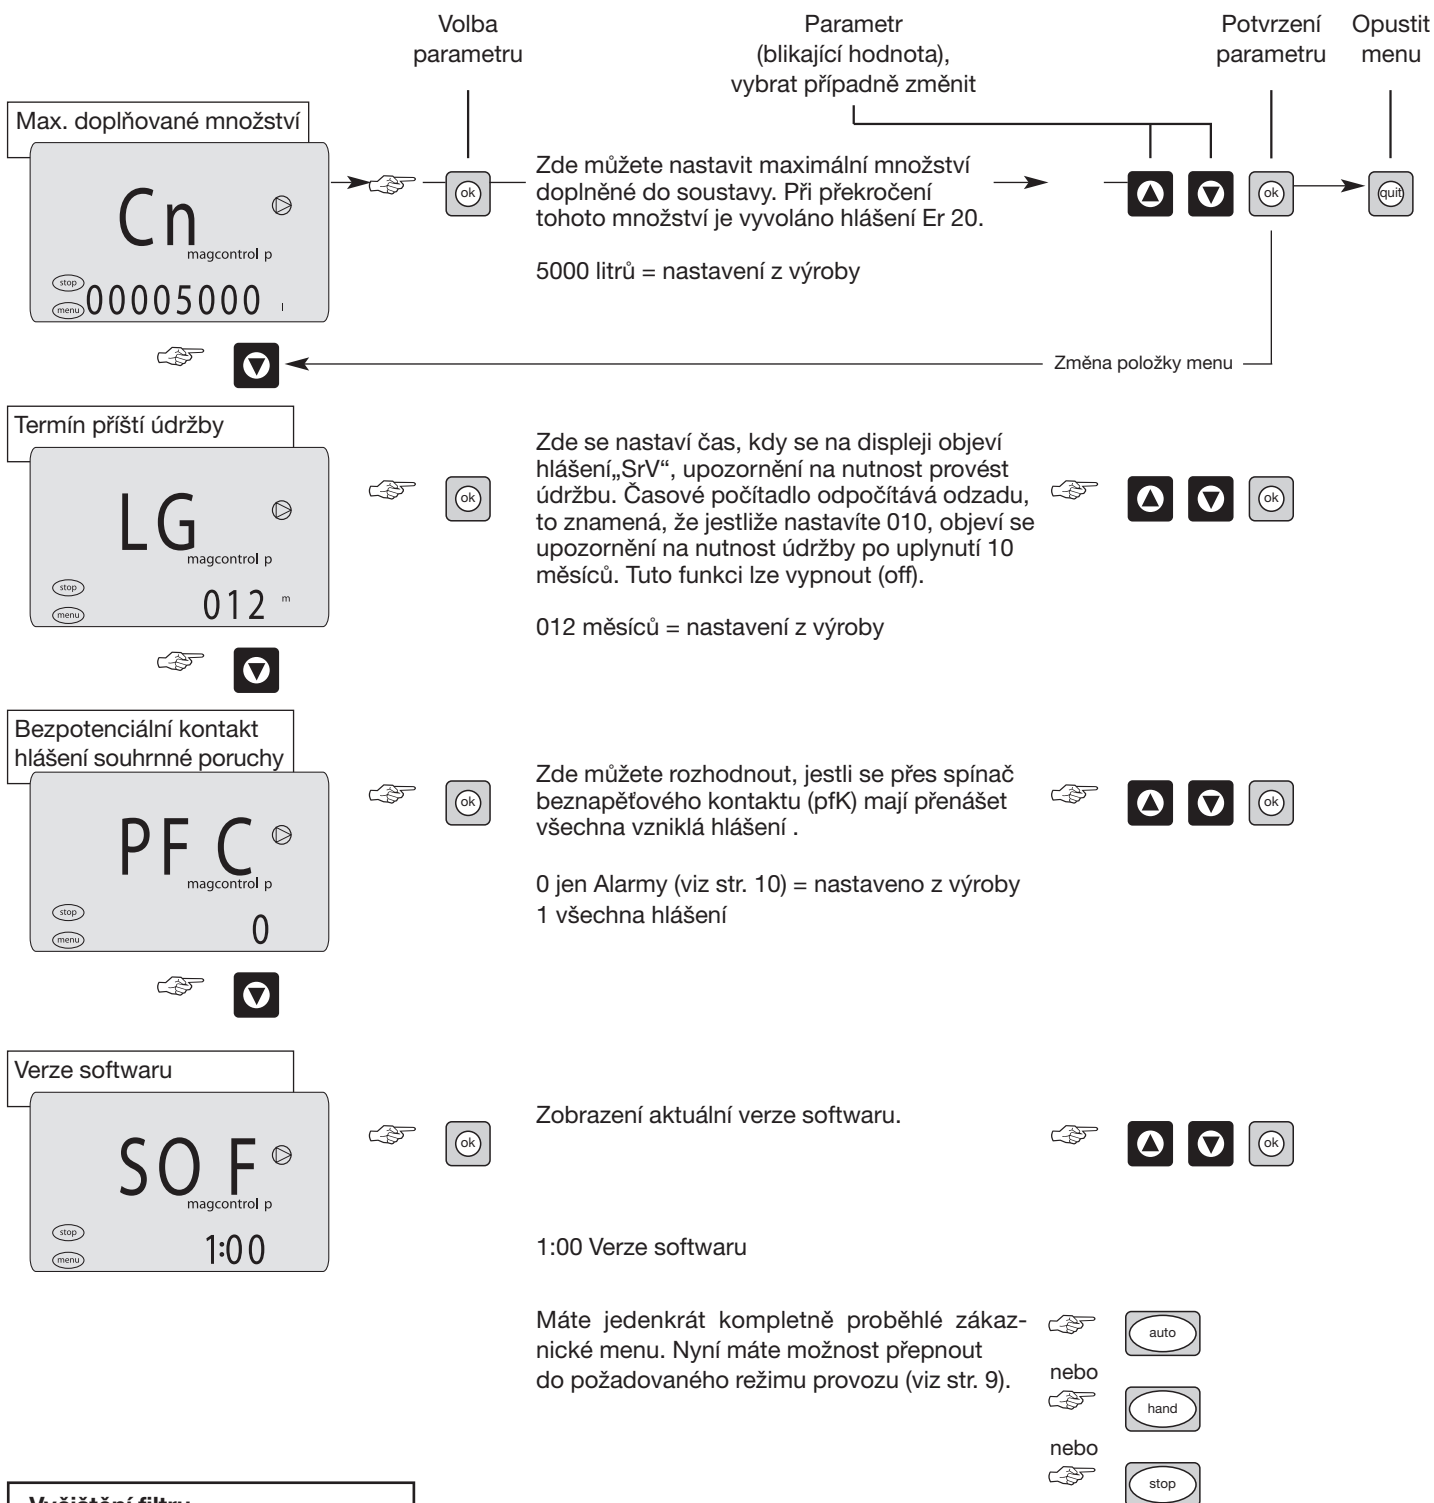 Volba
parametru
Parametr
(blikající hodnota),
vybrat případně změnit
Potvrzení
parametru
Opustit
menu
Max. doplňované množství
Cn
magcontrol p
stop
menu
00005000 l
ok
Zde můžete nastavit maximální množství
doplněné do soustavy. Při překročení
tohoto množství je vyvoláno hlášení Er 20.
5000 litrů = nastavení z výroby
ok
quit
Změna položky menu
Termín příští údržby
LG
magcontrol p
stop
menu
012 m
ok
Zde se nastaví čas, kdy se na displeji objeví
hlášení„SrV“, upozornění na nutnost provést
údržbu. Časové počítadlo odpočítává odzadu,
to znamená, že jestliže nastavíte 010, objeví se
upozornění na nutnost údržby po uplynutí 10
měsíců. Tuto funkci lze vypnout (off).
012 měsíců = nastavení z výroby
ok
Bezpotenciální kontakt
hlášení souhrnné poruchy
PF C
magcontrol p
stop
menu
0
ok
Zde můžete rozhodnout, jestli se přes spínač
beznapěťového kontaktu (pfK) mají přenášet
všechna vzniklá hlášení .
0 jen Alarmy (viz str. 10) = nastaveno z výroby
1 všechna hlášení
ok
Verze softwaru
SO F
magcontrol p
stop
menu
1:00
ok
Zobrazení aktuální verze softwaru.
1:00 Verze softwaru
ok
Máte jedenkrát kompletně proběhlé zákaz-
nické menu. Nyní máte možnost přepnout
do požadovaného režimu provozu (viz str. 9).
auto
nebo
hand
nebo
stop
Vyčištění filtru